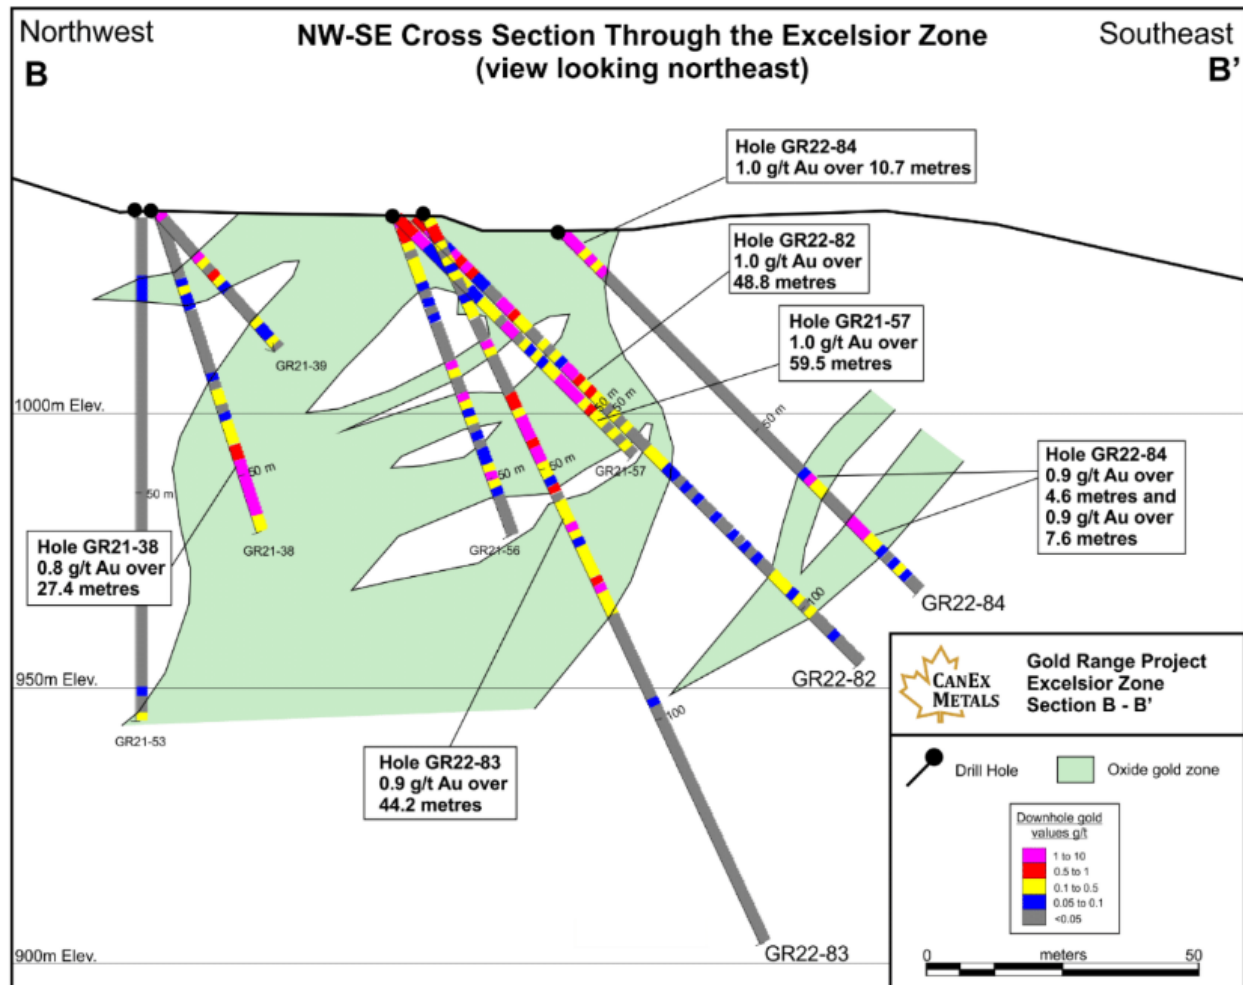 Northwest
NW-SE Cross Section Through the Excelsior Zone
Southeast
B
(view looking northeast)
B’
Hole GR22-84
1.0 g/t Au over 10.7 metres
Hole GR22-82
1.0 g/t Au over
48.8 metres
Hole GR21-57
1.0 g/t Au over
59.5 metres
GR21-39
1000m Elev.
50 m
50 m
50 m
GR21-57
Hole GR22-84
0.9 g/t Au over
4.6 metres and
0.9 g/t Au over
7.6 metres
50 m
50 m
50 m
50 m
Hole GR21-38
0.8 g/t Au over
27.4 metres
GR21-38
GR21-56
100
GR22-84
950m Elev.
GR22-82
GR21-53
100
Hole GR22-83
0.9 g/t Au over
44.2 metres
GR22-83
900m Elev.
CANEX
METALS
Gold Range Project
Excelsior Zone
Section B - B’
Drill Hole
Oxide gold zone
Downhole gold
values g/t
1 to 10
0.5 to 1
0.1 to 0.5
0.05 to 0.1
<0.05
0
meters
50